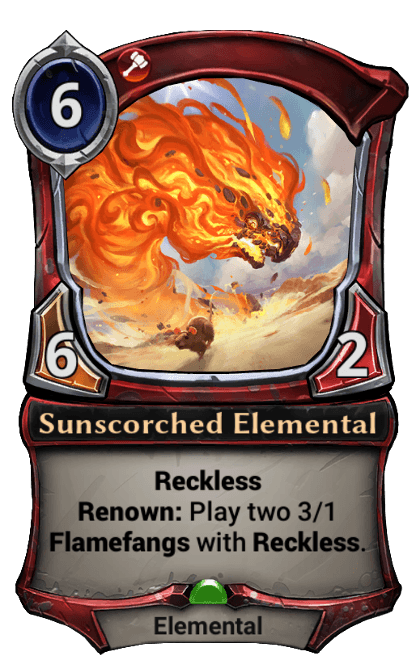 6
6
2
Sunscorched Elemental
Reckless
Renown: Play two 3/1
Flamefangs with Reckless.
Elemental